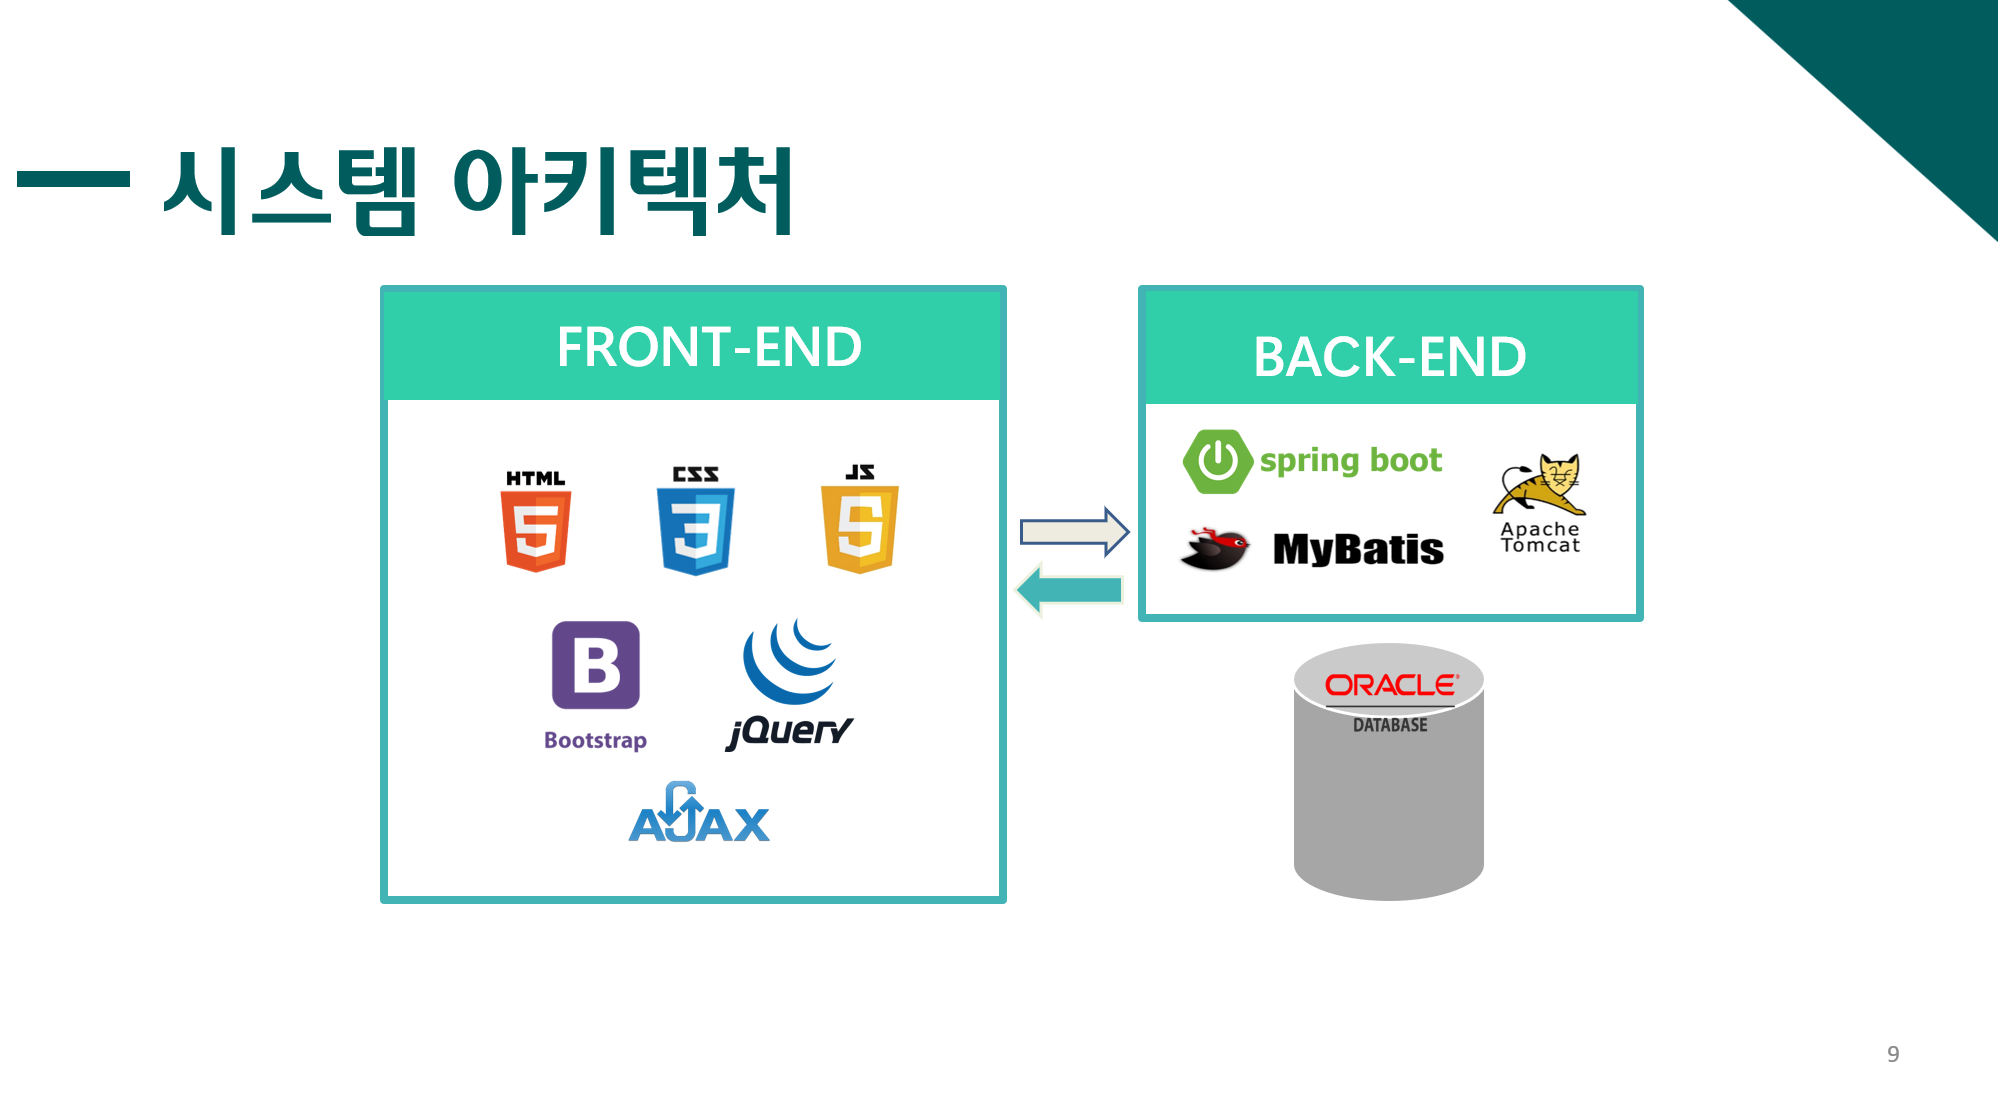 시스템 아키텍처
FRONT-END
HTML
5
CSS
3
JS
5
B
Bootstrap
jQuery
AJAX
BACK-END
spring boot
MyBatis
Apache
Tomcat
ORACLE®
DATABASE
9